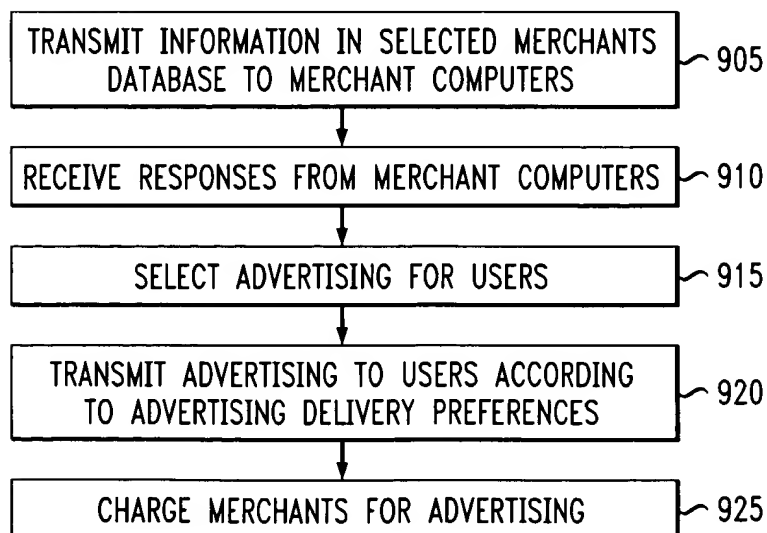 TRANSMIT INFORMATION IN SELECTED MERCHANTS
DATABASE TO MERCHANT COMPUTERS
905
RECEIVE RESPONSES FROM MERCHANT COMPUTERS
910
SELECT ADVERTISING FOR USERS
915
TRANSMIT ADVERTISING TO USERS ACCORDING
TO ADVERTISING DELIVERY PREFERENCES
920
CHARGE MERCHANTS FOR ADVERTISING
925